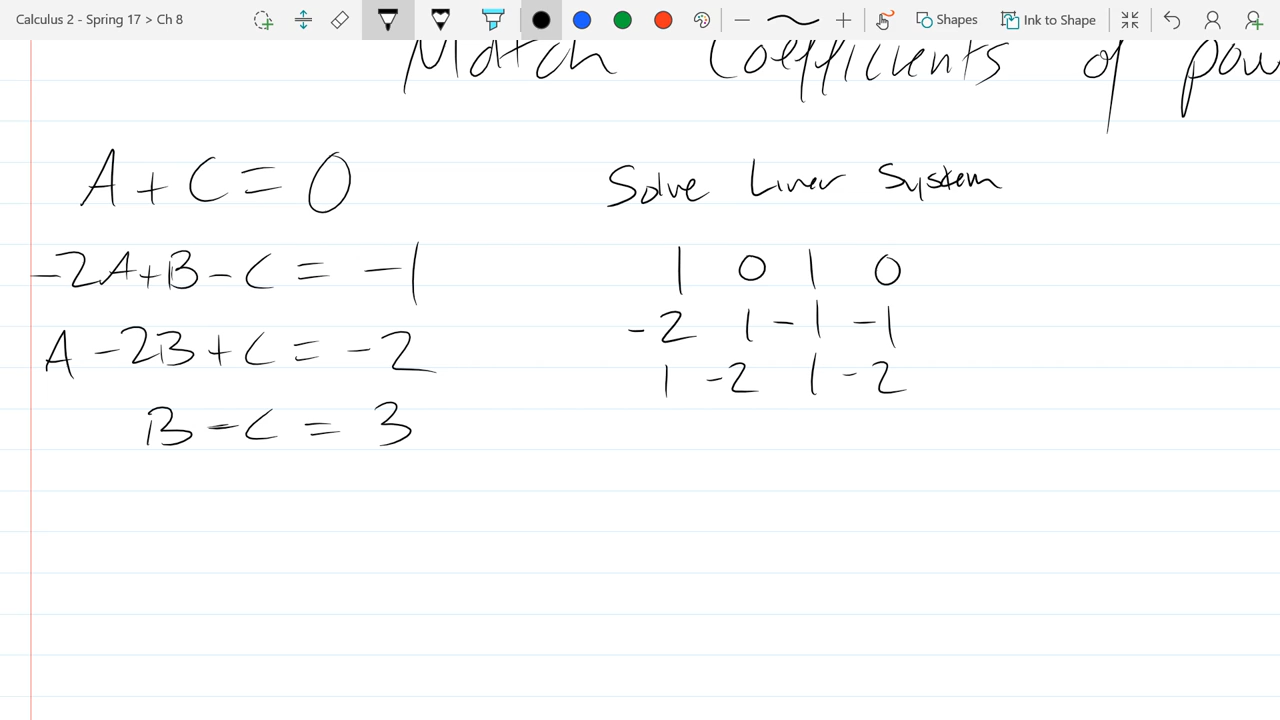 Calculus 2 - Spring 17 > Ch 8
Shapes
Ink to Shape
Match Coefficients of pow
A + C = 0
-2A + B - C = -1
A - 2B + C = -2
B - C = 3
Solve Liner System
1 0 1 0
-2 1 -1 -1
1 -2 1 -2